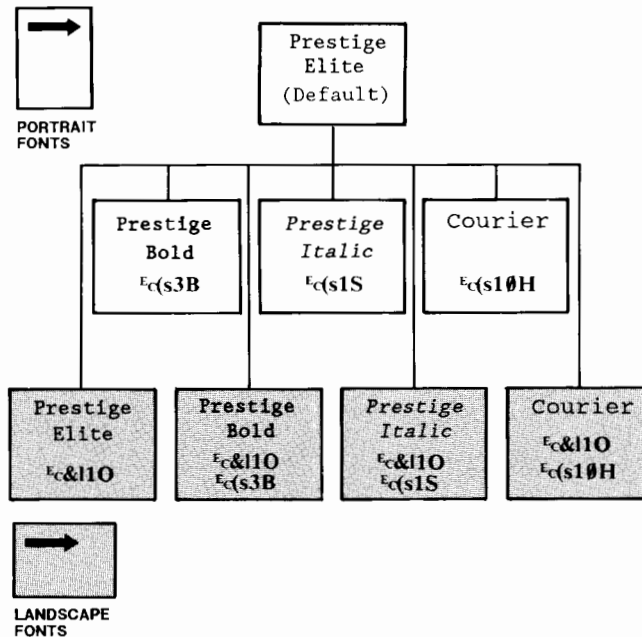 Prestige
Elite
(Default)
PORTRAIT
FONTS
Prestige
Bold
EC(s3B
Prestige
Italic
EC(s1S
Courier
EC(s10H
Prestige
Elite
EC&l1O
Prestige
Bold
EC&l1O
EC(s3B
Prestige
Italic
EC&l1O
EC(s1S
Courier
EC&l1O
EC(s10H
LANDSCAPE
FONTS